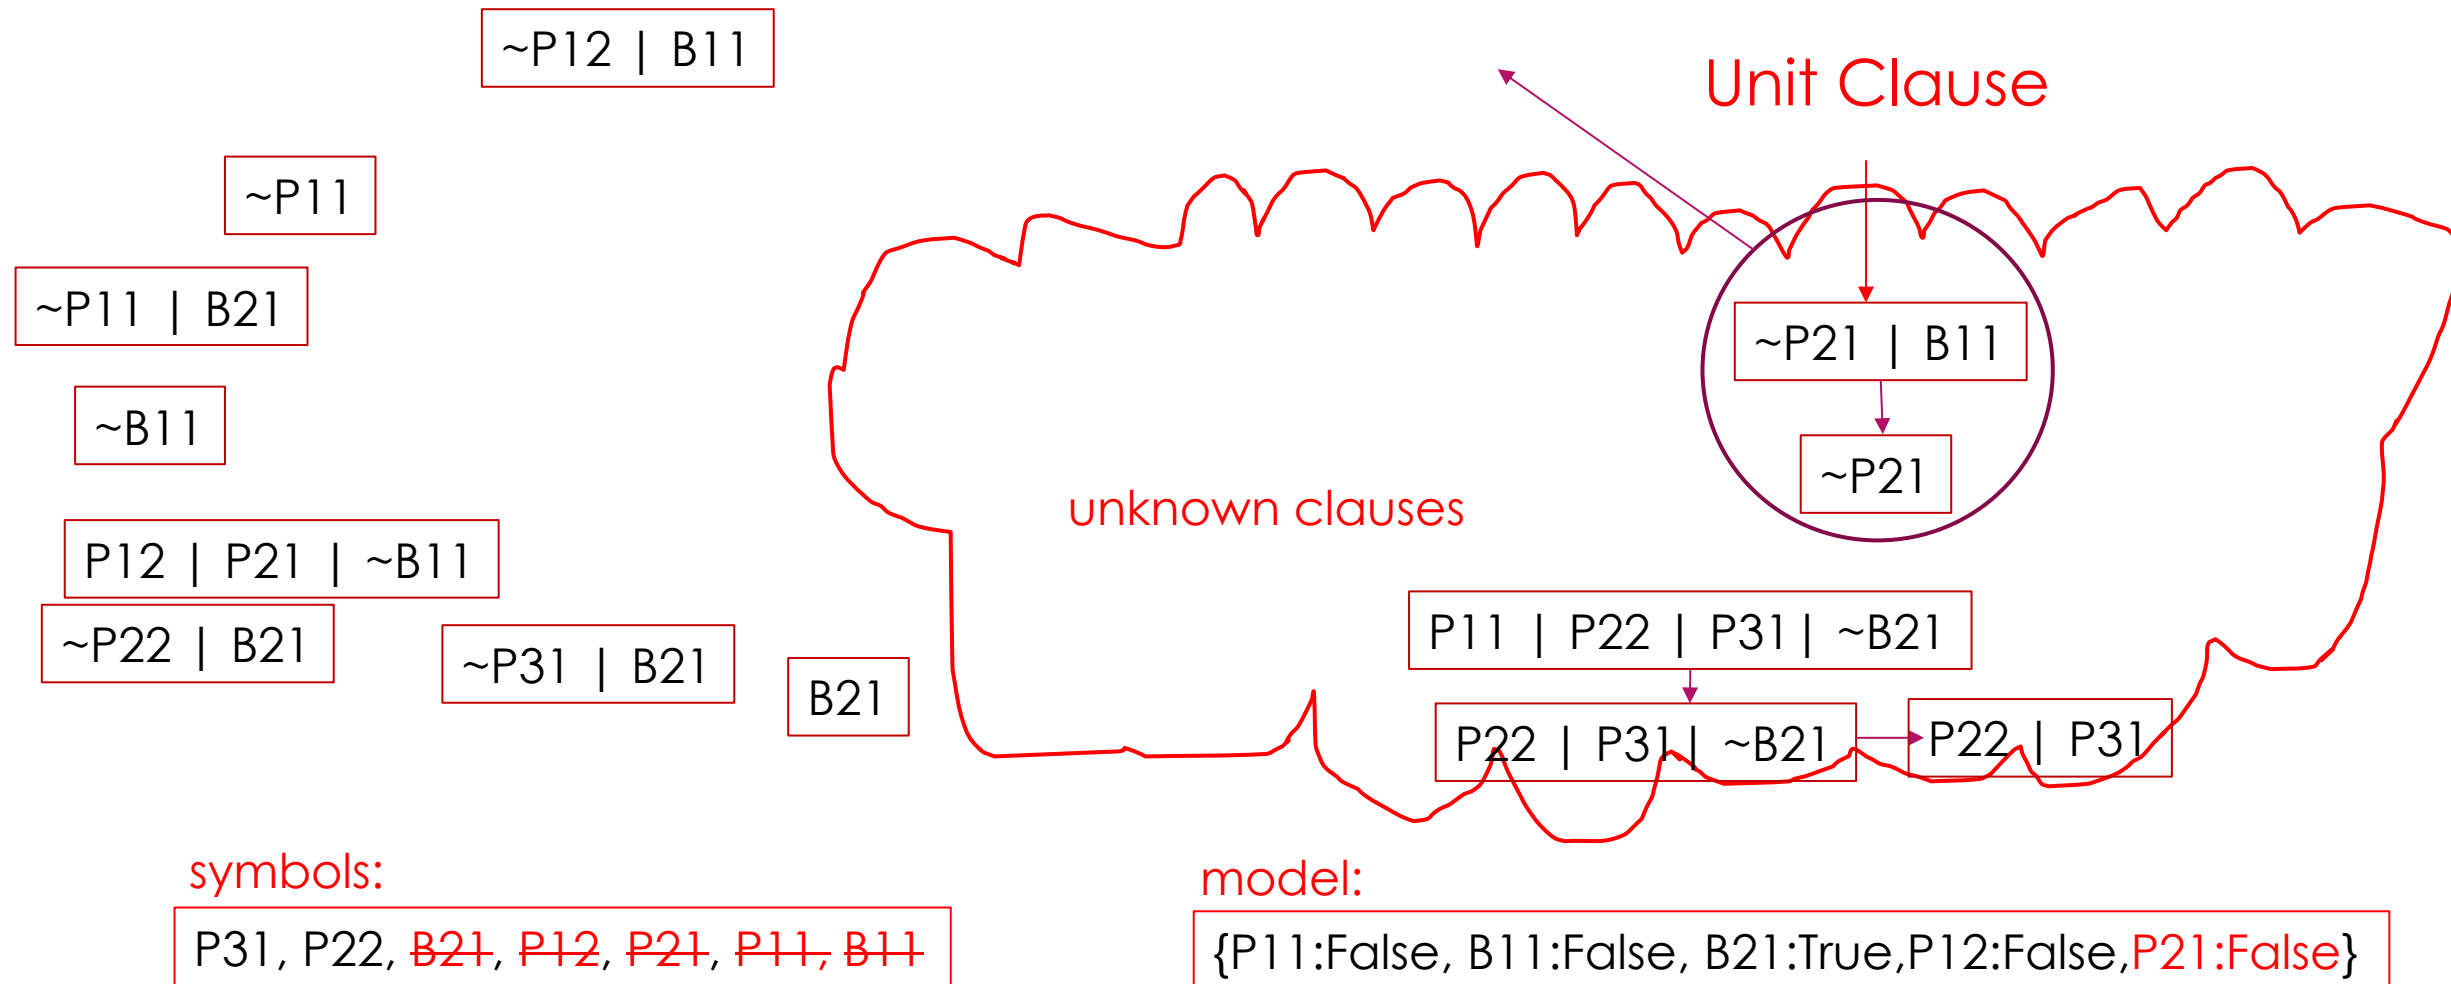 ~P12 | B11
Unit Clause
~P11
~P11 | B21
~P21 | B11
~B11
~P21
unknown clauses
P12 | P21 | ~B11
P11 | P22 | P31| ~B21
~P22 | B21
~P31 | B21
B21
P22 | P31| ~B21
P22 | P31
symbols:
model:
P31, P22, B21, P12, P21, P11, B11
{P11:False, B11:False, B21:True,P12:False,P21:False}